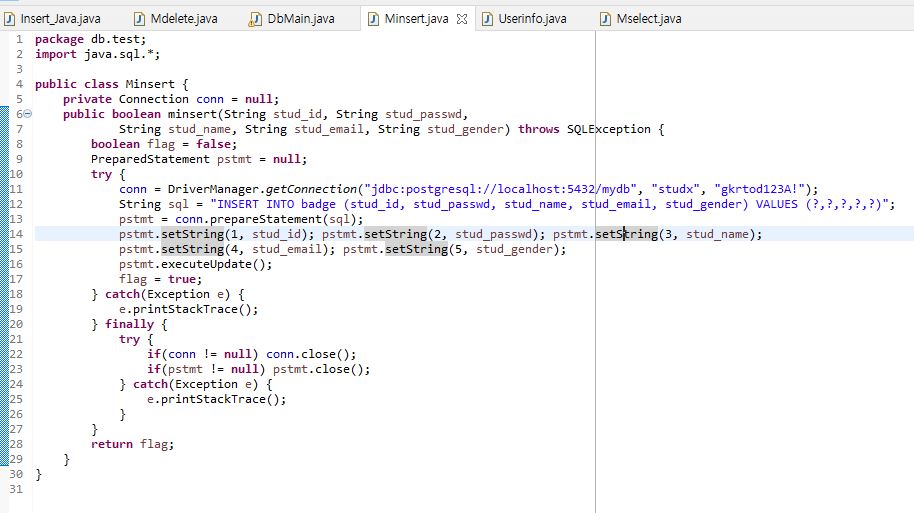 Insert_Java.java Mdelete.java DbMain.java Minsert.java Userinfo.java Mselect.java
1 package db.test;
2 import java.sql.*;
3
4 public class Minsert {
5 private Connection conn = null;
6 public boolean minsert(String stud_id, String stud_passwd,
7 String stud_name, String stud_email, String stud_gender) throws SQLException {
8 boolean flag = false;
9 PreparedStatement pstmt = null;
10 try {
11 conn = DriverManager.getConnection("jdbc:postgresql://localhost:5432/mydb", "studx", "gkrtod123A!");
12 String sql = "INSERT INTO badge (stud_id, stud_passwd, stud_name, stud_email, stud_gender) VALUES (?,?,?,?,?)";
13 pstmt = conn.prepareStatement(sql);
14 pstmt.setString(1, stud_id); pstmt.setString(2, stud_passwd); pstmt.setString(3, stud_name);
15 pstmt.setString(4, stud_email); pstmt.setString(5, stud_gender);
16 pstmt.executeUpdate();
17 flag = true;
18 } catch(Exception e) {
19 e.printStackTrace();
20 } finally {
21 try {
22 if(conn != null) conn.close();
23 if(pstmt != null) pstmt.close();
24 } catch(Exception e) {
25 e.printStackTrace();
26 }
27 }
28 return flag;
29 }
30 }
31